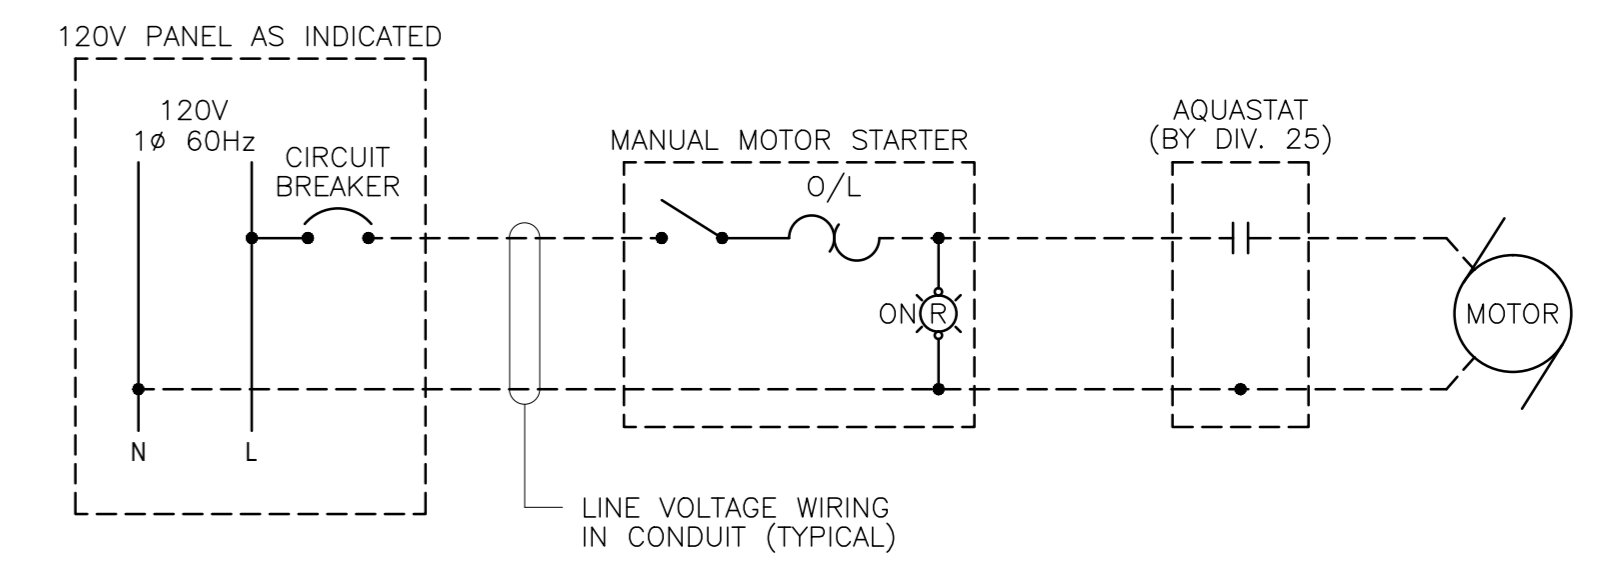 120V PANEL AS INDICATED
120V
1ø 60Hz
CIRCUIT
BREAKER
N
L
LINE VOLTAGE WIRING
IN CONDUIT (TYPICAL)
MANUAL MOTOR STARTER
O/L
ON
R
AQUASTAT
(BY DIV. 25)
MOTOR